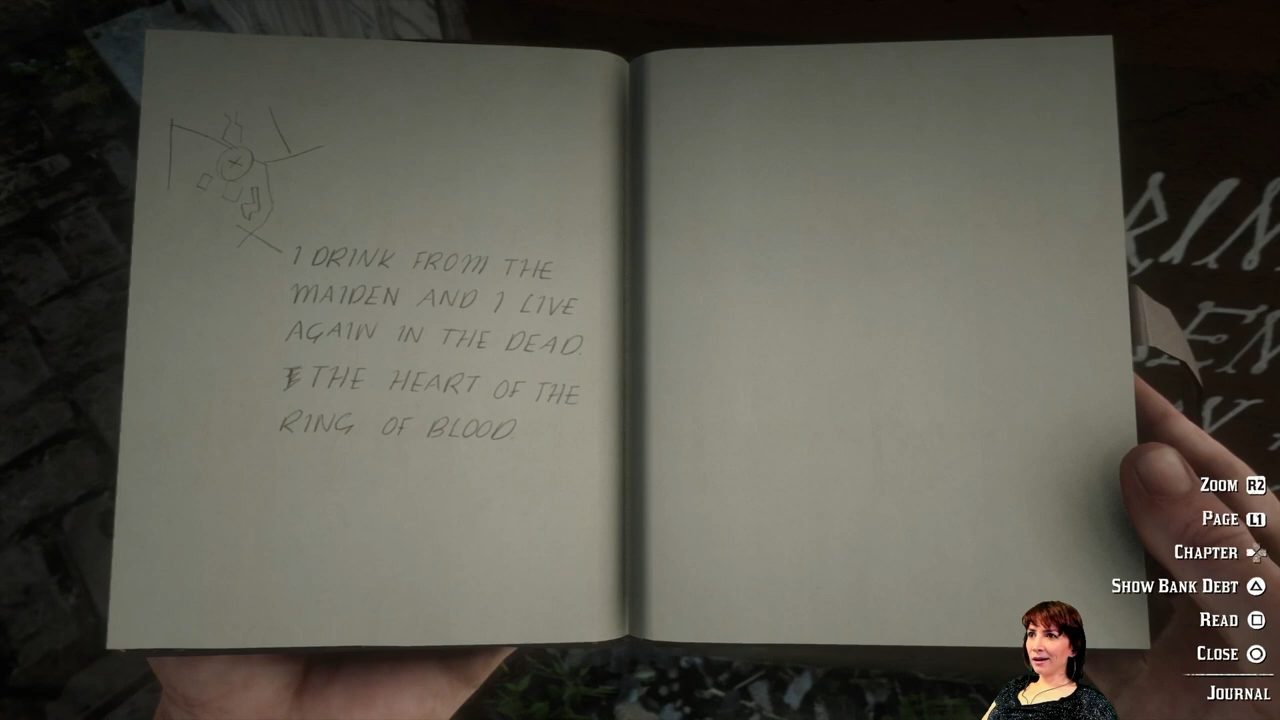 I DRINK FROM THE
MAIDEN AND I LIVE
AGAIN IN THE DEAD.
THE HEART OF THE
RING OF BLOOD
ZOOM R2
PAGE L1
CHAPTER
SHOW BANK DEBT
READ
CLOSE
JOURNAL